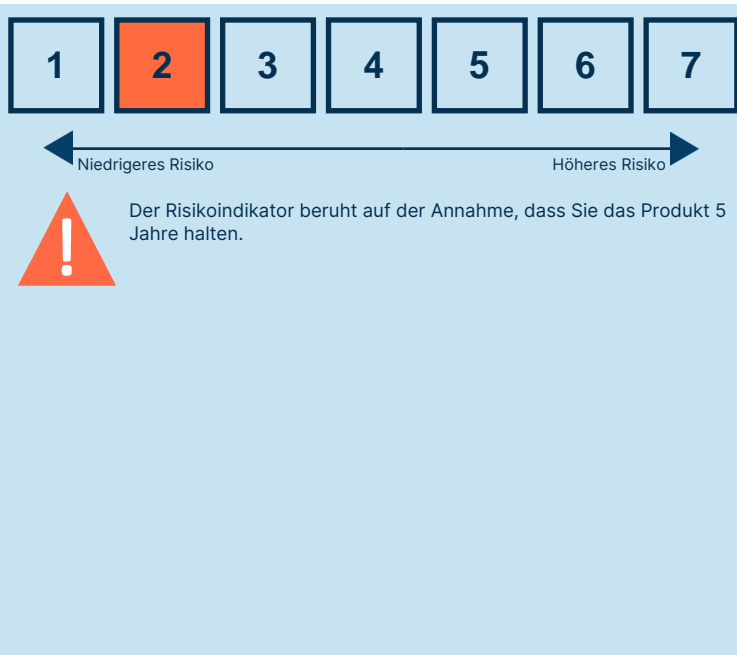 1 2 3 4 5 6 7
Niedrigeres Risiko Höheres Risiko
Der Risikoindikator beruht auf der Annahme, dass Sie das Produkt 5
Jahre halten.